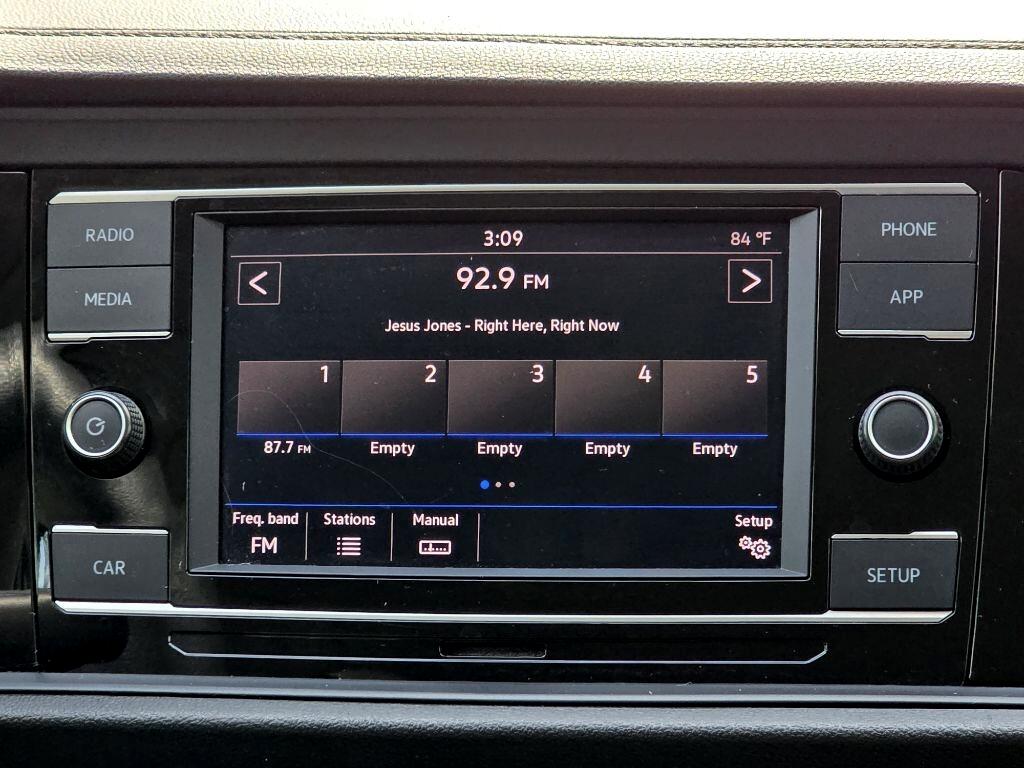 RADIO
MEDIA
CAR
3:09
84 °F
<
92.9 FM
>
Jesus Jones - Right Here, Right Now
1
2
3
4
5
87.7 FM
Empty
Empty
Empty
Empty
Freq. band
Stations
Manual
Setup
FM
PHONE
APP
SETUP